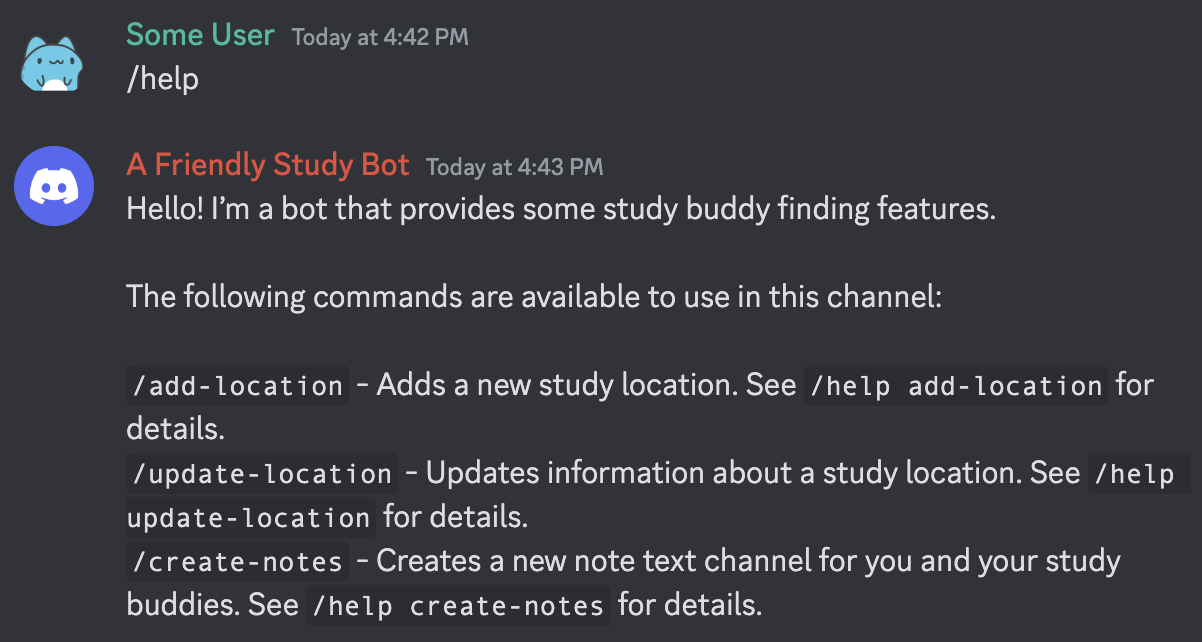 Some User Today at 4:42 PM
/help
A Friendly Study Bot Today at 4:43 PM
Hello! I’m a bot that provides some study buddy finding features.
The following commands are available to use in this channel:
/add-location - Adds a new study location. See /help add-location for
details.
/update-location - Updates information about a study location. See /help
update-location for details.
/create-notes - Creates a new note text channel for you and your study
buddies. See /help create-notes for details.